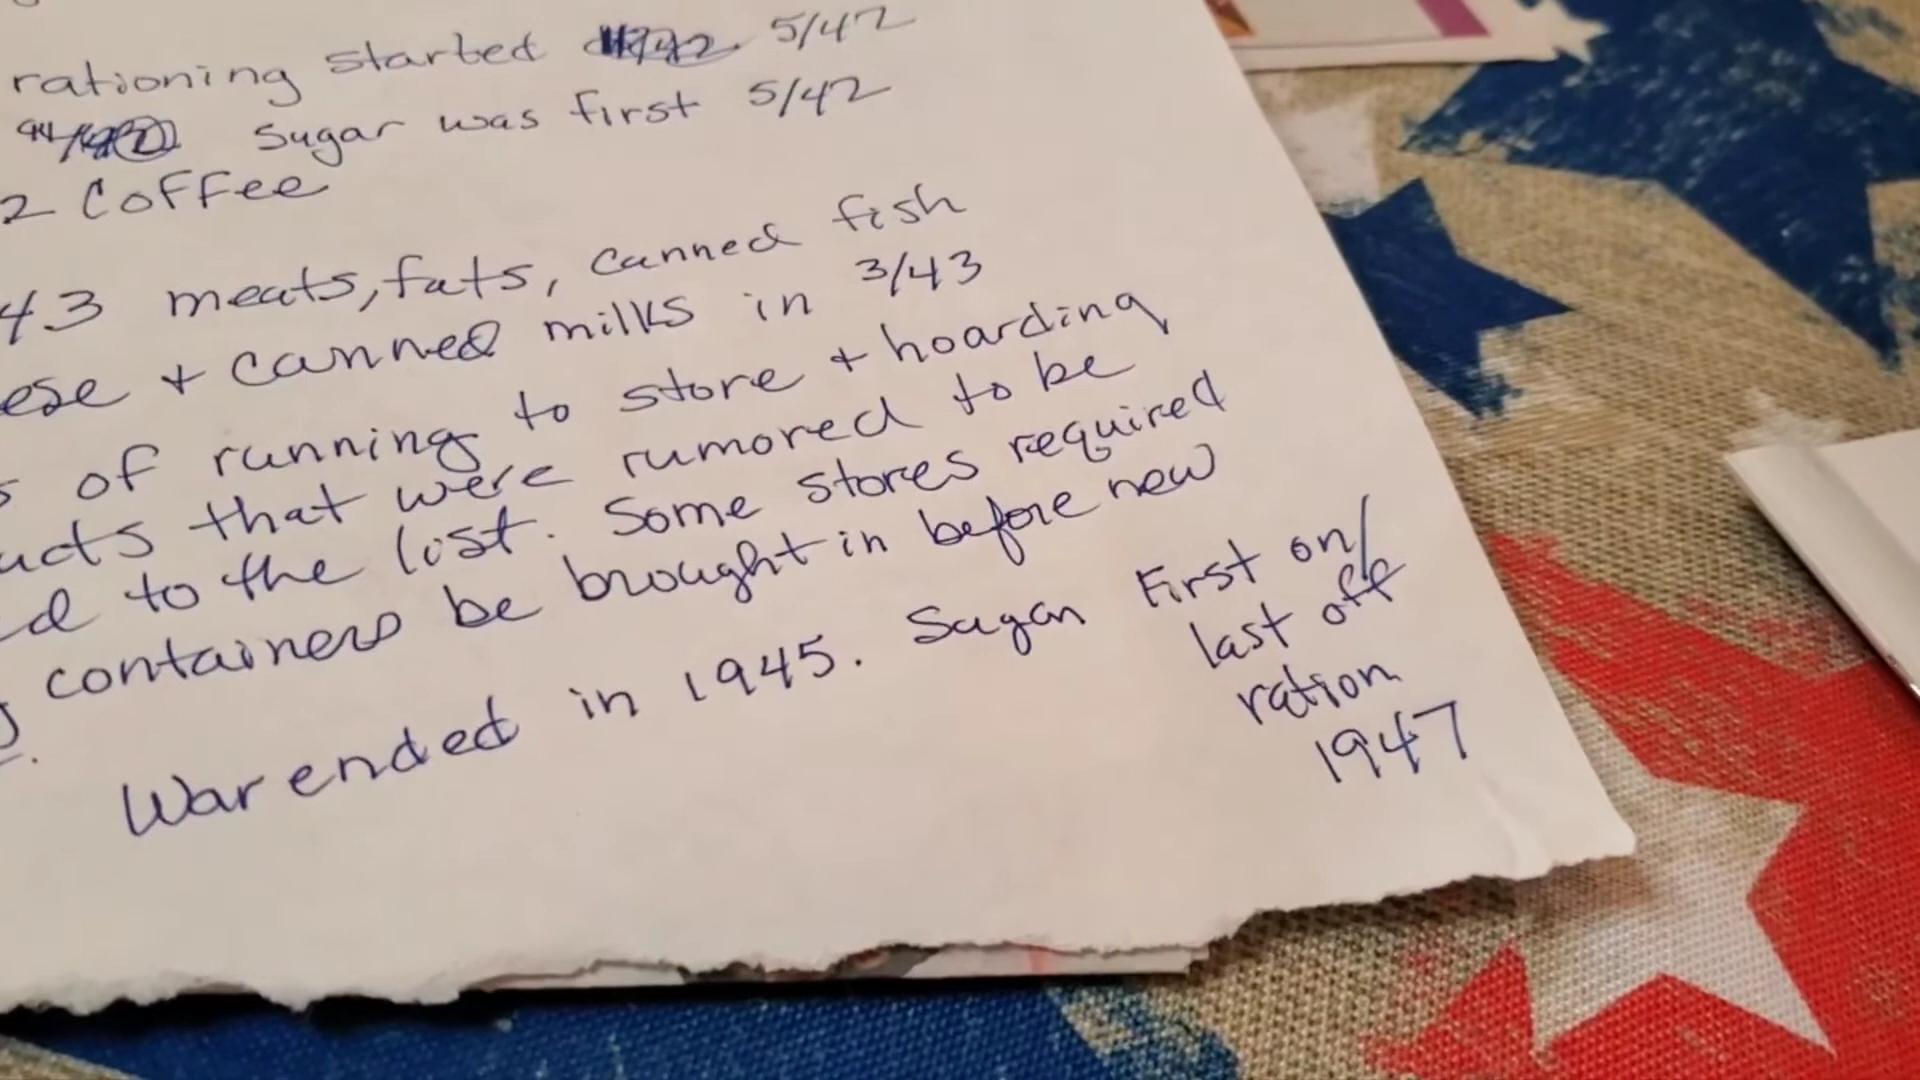 rationing started 5/42
Sugar was first 5/42
2 Coffee
43 meats, fats, canned fish
ese + canned milks in 3/43
s of running to store + hoarding
ucts that were rumored to be
ed to the list. Some stores required
containers be brought in before new
War ended in 1945. Sugar First on/
last off
ration
1947